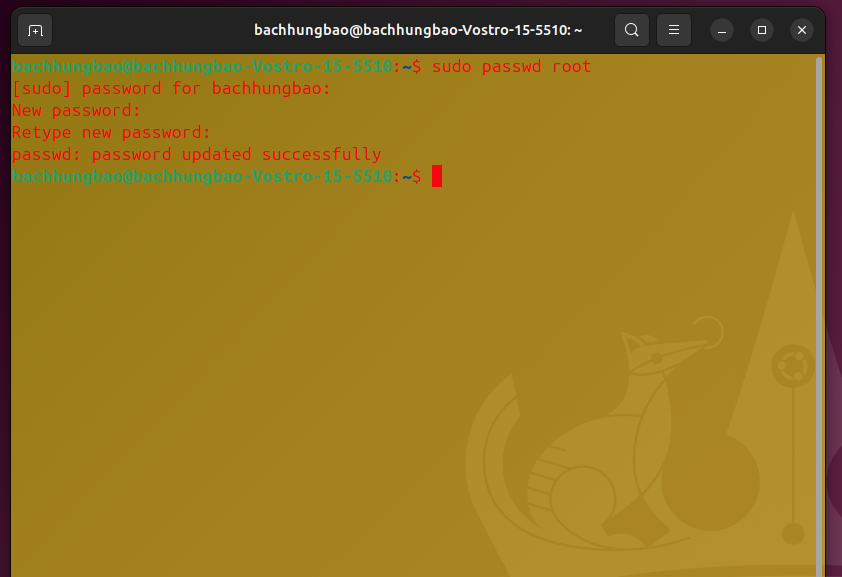 bachhungbao@bachhungbao-Vostro-15-5510: ~
bachhungbao@bachhungbao-Vostro-15-5510:~$ sudo passwd root
[sudo] password for bachhungbao:
New password:
Retype new password:
passwd: password updated successfully
bachhungbao@bachhungbao-Vostro-15-5510:~$